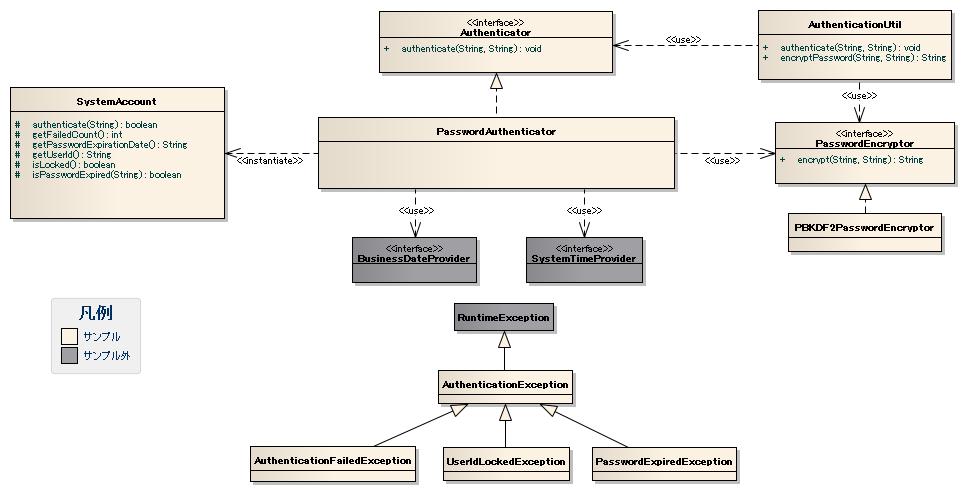 <<interface>>
Authenticator
+ authenticate(String, String) : void
<<use>>
AuthenticationUtil
+ authenticate(String, String) : void
+ encryptPassword(String, String) : String
<<use>>
SystemAccount
# authenticate(String) : boolean
# getFailedCount() : int
# getPasswordExpirationDate() : String
# getUserId() : String
# isLocked() : boolean
# isPasswordExpired(String) : boolean
<<instantiate>>
PasswordAuthenticator
<<use>>
<<interface>>
PasswordEncryptor
+ encrypt(String, String) : String
<<use>>
<<use>>
PBKDF2PasswordEncryptor
<<interface>>
BusinessDateProvider
<<interface>>
SystemTimeProvider
凡例
サンプル
サンプル外
RuntimeException
AuthenticationException
AuthenticationFailedException
UserIdLockedException
PasswordExpiredException